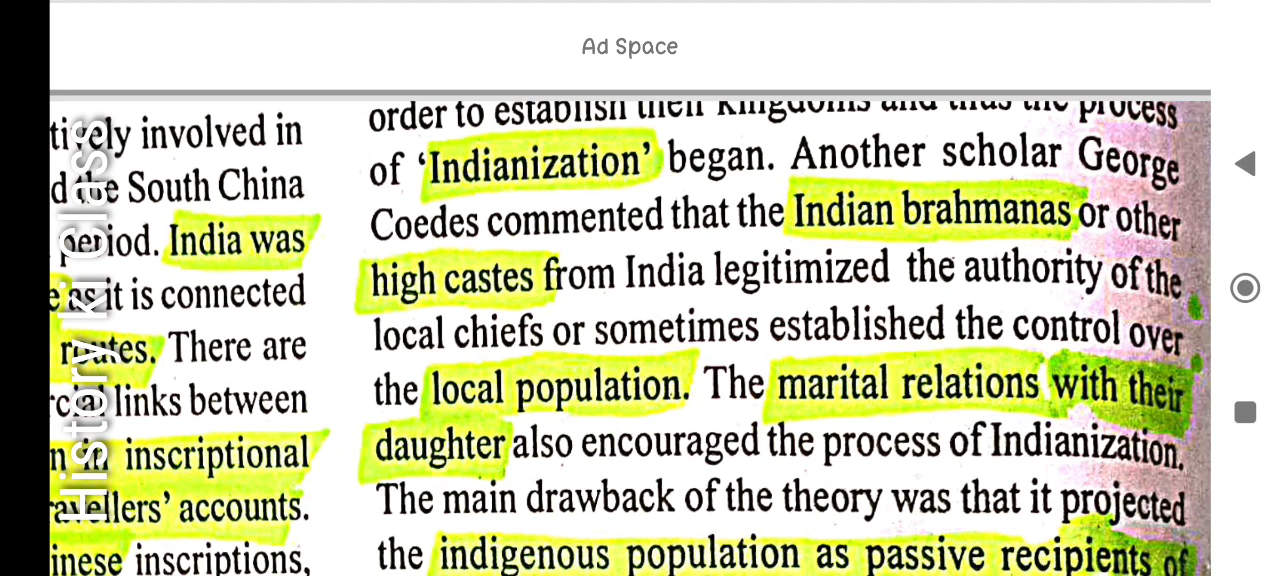 Ad Space
tively involved in
d the South China
period. India was
e as it is connected
routes. There are
rcial links between
n in inscriptional
ravellers' accounts.
inese inscriptions,
order to establish their kingdoms and thus the process
of 'Indianization' began. Another scholar George
Coedes commented that the Indian brahmanas or other
high castes from India legitimized the authority of the
local chiefs or sometimes established the control over
the local population. The marital relations with their
daughter also encouraged the process of Indianization.
The main drawback of the theory was that it projected
the indigenous population as passive recipients of
History ki Class